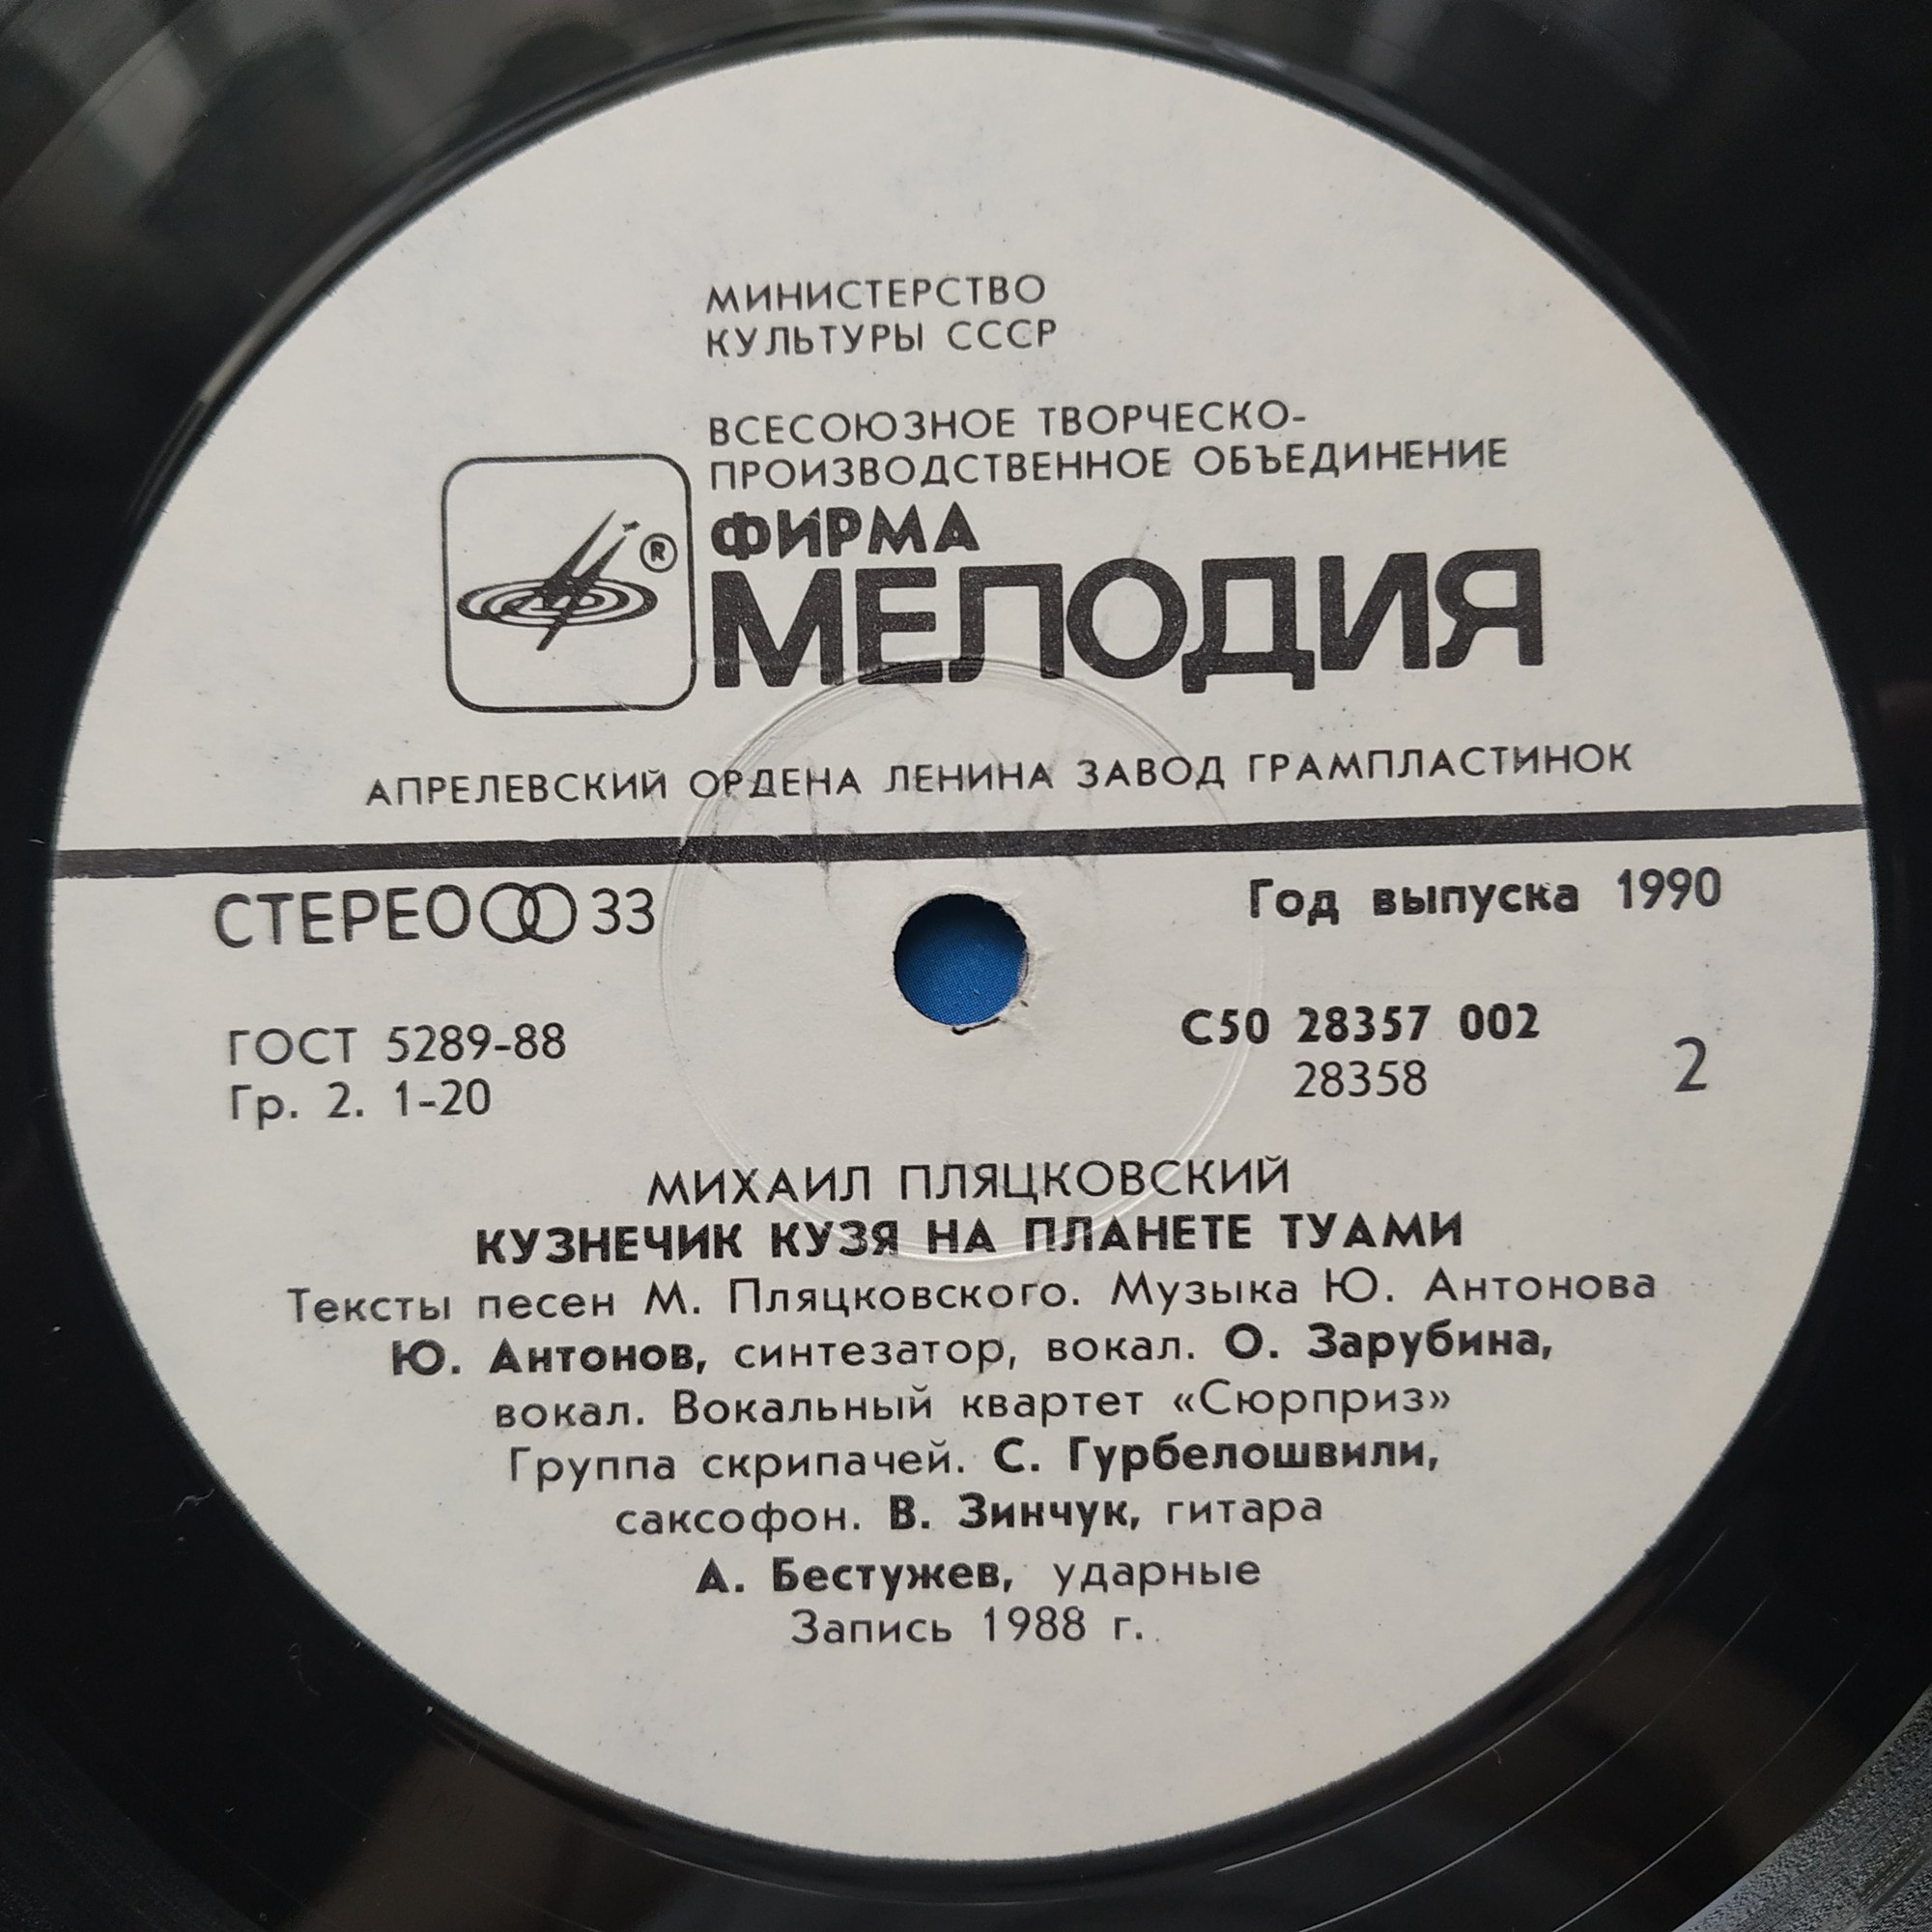 МИНИСТЕРСТВО
КУЛЬТУРЫ СССР
ВСЕСОЮЗНОЕ ТВОРЧЕСКО-
ПРОИЗВОДСТВЕННОЕ ОБЪЕДИНЕНИЕ
®
ФИРМА
МЕЛОДИЯ
АПРЕЛЕВСКИЙ ОРДЕНА ЛЕНИНА ЗАВОД ГРАМПЛАСТИНОК
СТЕРЕО 33
Год выпуска 1990
ГОСТ 5289-88
Гр. 2. 1-20
С50 28357 002
28358
2
МИХАИЛ ПЛЯЦКОВСКИЙ
КУЗНЕЧИК КУЗЯ НА ПЛАНЕТЕ ТУАМИ
Тексты песен М. Пляцковского. Музыка Ю. Антонова
Ю. Антонов, синтезатор, вокал. О. Зарубина,
вокал. Вокальный квартет «Сюрприз»
Группа скрипачей. С. Гурбелошвили,
саксофон. В. Зинчук, гитара
А. Бестужев, ударные
Запись 1988 г.